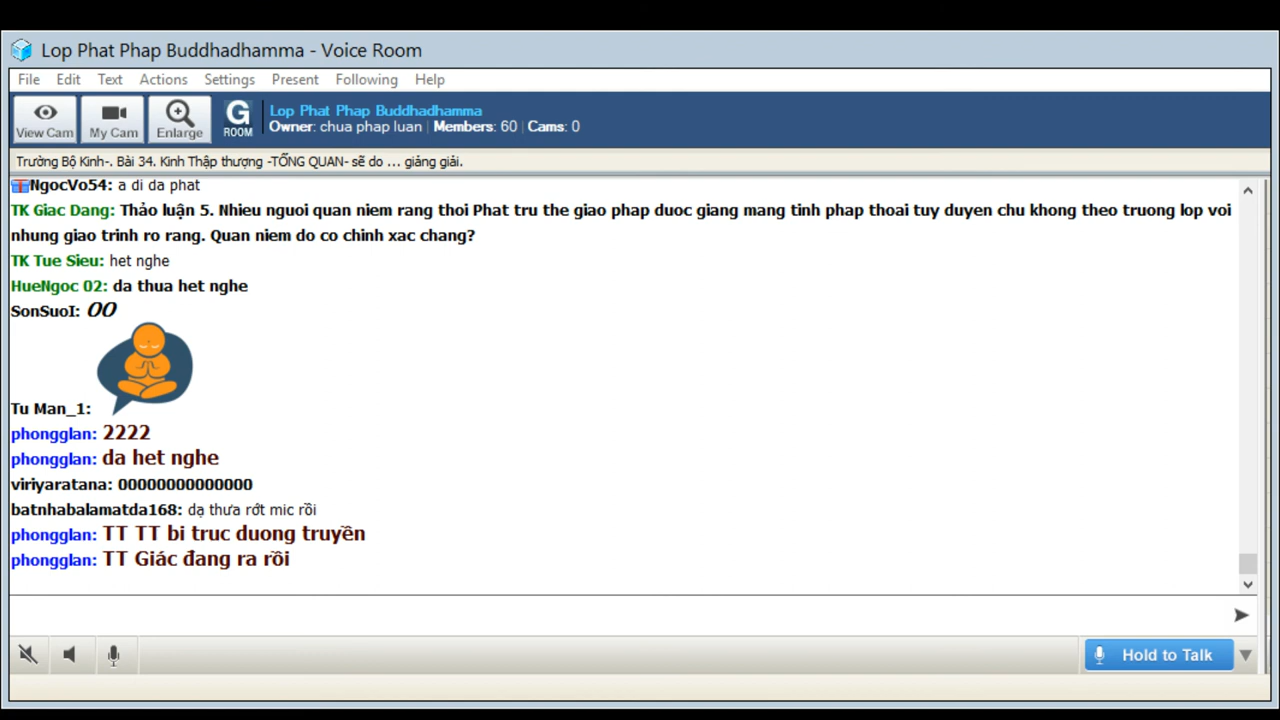 Lop Phat Phap Buddhadhamma - Voice Room
File Edit Text Actions Settings Present Following Help
View Cam My Cam Enlarge G ROOM
Lop Phat Phap Buddhadhamma
Owner: chua phap luan | Members: 60 | Cams: 0
Trường Bộ Kinh-. Bài 34. Kinh Thập thượng -TỔNG QUAN- sẽ do ... giảng giải.
NgocVo54: a di da phat
TK Giac Dang: Thảo luận 5. Nhieu nguoi quan niem rang thoi Phat tru the giao phap duoc giang mang tinh phap thoai tuy duyen chu khong theo truong lop voi
nhung giao trinh ro rang. Quan niem do co chinh xac chang?
TK Tue Sieu: het nghe
HueNgoc 02: da thua het nghe
SonSuoI: OO
Tu Man_1:
phongglan: 2222
phongglan: da het nghe
viriyaratana: 00000000000000
batnhabalamatda168: dạ thưa rớt mic rồi
phongglan: TT TT bi truc duong truyền
phongglan: TT Giác đang ra rồi
Hold to Talk